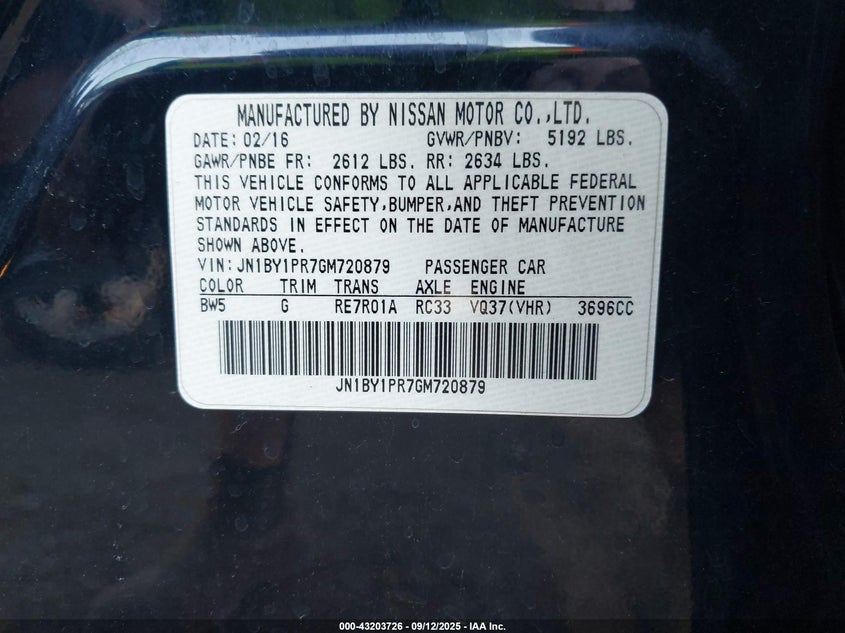 MANUFACTURED BY NISSAN MOTOR CO.,LTD.
DATE: 02/16 GVWR/PNBV: 5192 LBS.
GAWR/PNBE FR: 2612 LBS. RR: 2634 LBS.
THIS VEHICLE CONFORMS TO ALL APPLICABLE FEDERAL
MOTOR VEHICLE SAFETY,BUMPER,AND THEFT PREVENTION
STANDARDS IN EFFECT ON THE DATE OF MANUFACTURE
SHOWN ABOVE.
VIN: JN1BY1PR7GM720879 PASSENGER CAR
COLOR TRIM TRANS AXLE ENGINE
BW5 G RE7R01A RC33 VQ37(VHR) 3696CC
JN1BY1PR7GM720879
000-43203726 - 09/12/2025 - IAA Inc.